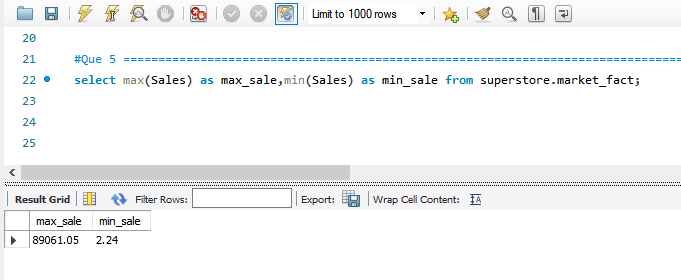 Limit to 1000 rows
20
21 #Que 5 ================================================================================
22 select max(Sales) as max_sale,min(Sales) as min_sale from superstore.market_fact;
23
24
25
Result Grid Filter Rows: Export: Wrap Cell Content:
max_sale min_sale
89061.05 2.24